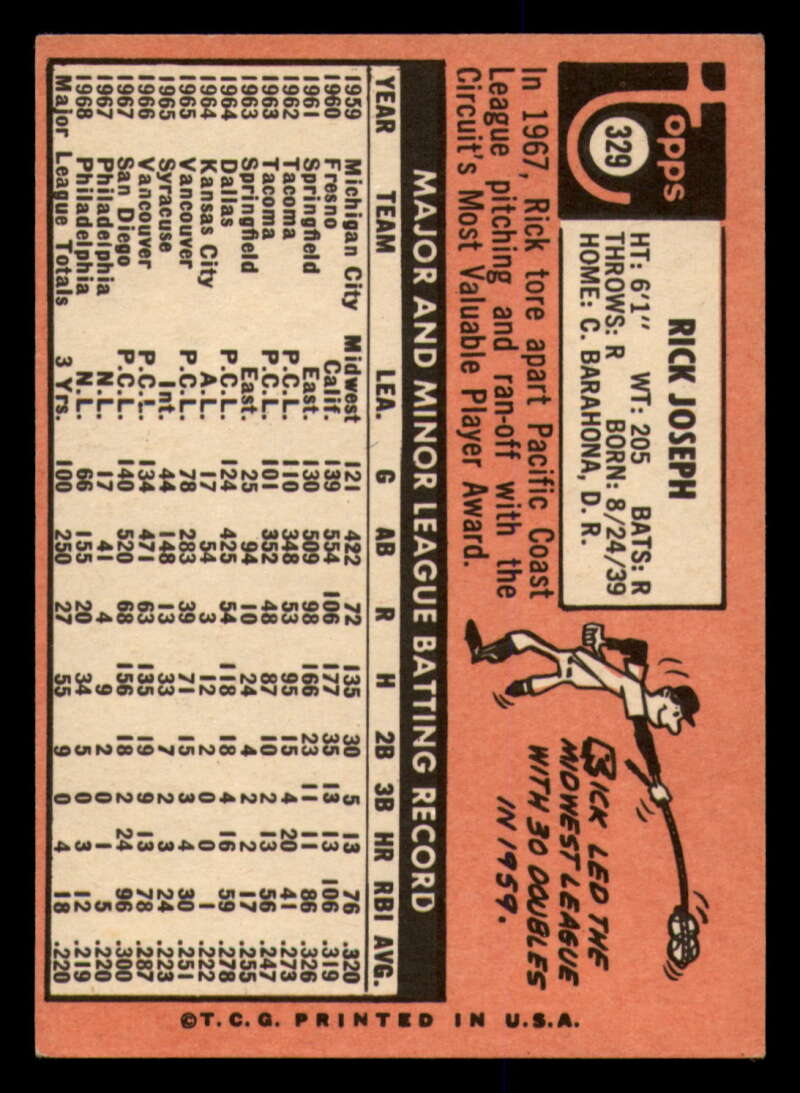 Topps
329
RICK JOSEPH
HT: 6'1" WT: 205 BATS: R
THROWS: R BORN: 8/24/39
HOME: C. BARAHONA, D. R.
In 1967, Rick tore apart Pacific Coast
League pitching and ran-off with the
Circuit's Most Valuable Player Award.
RICK LED THE
MIDWEST LEAGUE
WITH 30 DOUBLES
IN 1959.
MAJOR AND MINOR LEAGUE BATTING RECORD
YEAR TEAM LEA. G AB R H 2B 3B HR RBI AVG.
1959 Michigan City Midwest 121 422 72 135 30 5 13 76 .320
1960 Fresno Calif. 139 554 106 177 35 13 13 106 .319
1961 Springfield East. 130 509 98 166 23 11 11 86 .326
1962 Tacoma P.C.L. 110 348 53 95 15 4 20 41 .273
1963 Tacoma P.C.L. 101 352 48 87 10 2 13 56 .247
1963 Springfield East. 25 94 10 24 4 2 2 17 .255
1964 Dallas P.C.L. 124 425 54 118 18 4 16 59 .278
1964 Kansas City A.L. 17 54 3 12 2 0 0 1 .222
1965 Vancouver P.C.L. 78 283 39 71 15 3 4 30 .251
1965 Syracuse Int. 44 148 13 33 7 2 3 24 .223
1966 Vancouver P.C.L. 134 471 63 135 19 9 13 78 .287
1967 San Diego P.C.L. 140 520 68 156 18 2 24 96 .300
1967 Philadelphia N.L. 17 41 4 9 2 0 1 5 .220
1968 Philadelphia N.L. 66 155 20 34 5 0 3 12 .219
Major League Totals 3 Yrs. 100 250 27 55 9 0 4 18 .220
©T.C.G. PRINTED IN U.S.A.